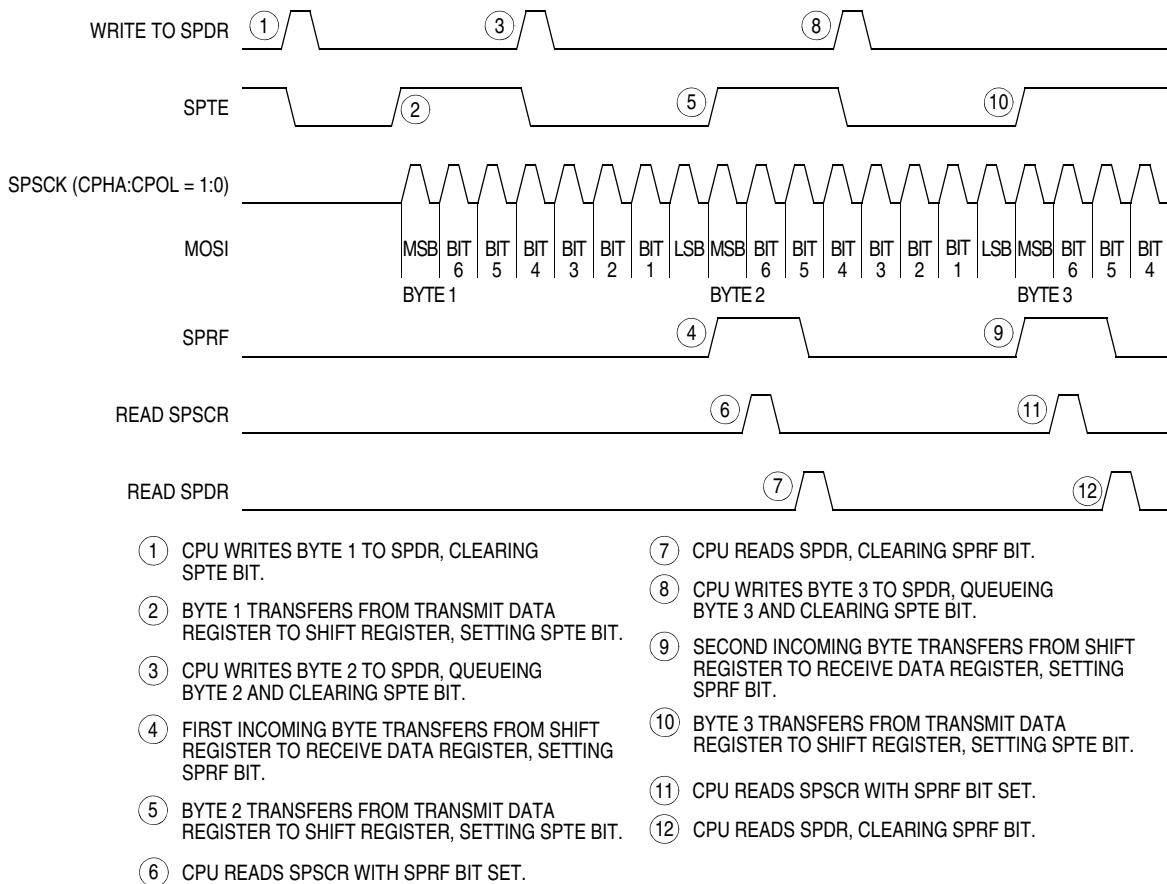 WRITE TO SPDR 1 3 8
SPTE 2 5 10
SPSCK (CPHA:CPOL = 1:0)
MOSI MSB BIT 6 BIT 5 BIT 4 BIT 3 BIT 2 BIT 1 LSB MSB BIT 6 BIT 5 BIT 4 BIT 3 BIT 2 BIT 1 LSB MSB BIT 6 BIT 5 BIT 4
BYTE 1 BYTE 2 BYTE 3
SPRF 4 9
READ SPSCR 6 11
READ SPDR 7 12
1 CPU WRITES BYTE 1 TO SPDR, CLEARING
SPTE BIT.
2 BYTE 1 TRANSFERS FROM TRANSMIT DATA
REGISTER TO SHIFT REGISTER, SETTING SPTE BIT.
3 CPU WRITES BYTE 2 TO SPDR, QUEUEING
BYTE 2 AND CLEARING SPTE BIT.
4 FIRST INCOMING BYTE TRANSFERS FROM SHIFT
REGISTER TO RECEIVE DATA REGISTER, SETTING
SPRF BIT.
5 BYTE 2 TRANSFERS FROM TRANSMIT DATA
REGISTER TO SHIFT REGISTER, SETTING SPTE BIT.
6 CPU READS SPSCR WITH SPRF BIT SET.
7 CPU READS SPDR, CLEARING SPRF BIT.
8 CPU WRITES BYTE 3 TO SPDR, QUEUEING
BYTE 3 AND CLEARING SPTE BIT.
9 SECOND INCOMING BYTE TRANSFERS FROM SHIFT
REGISTER TO RECEIVE DATA REGISTER, SETTING
SPRF BIT.
10 BYTE 3 TRANSFERS FROM TRANSMIT DATA
REGISTER TO SHIFT REGISTER, SETTING SPTE BIT.
11 CPU READS SPSCR WITH SPRF BIT SET.
12 CPU READS SPDR, CLEARING SPRF BIT.